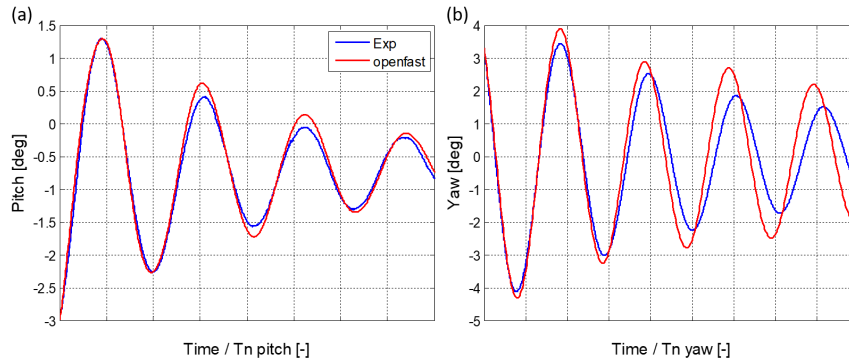 (a)
1.5
1
0.5
0
-0.5
-1
-1.5
-2
-2.5
-3
Pitch [deg]
Exp
openfast
Time / Tn pitch [-]
(b)
4
3
2
1
0
-1
-2
-3
-4
-5
Yaw [deg]
Time / Tn yaw [-]